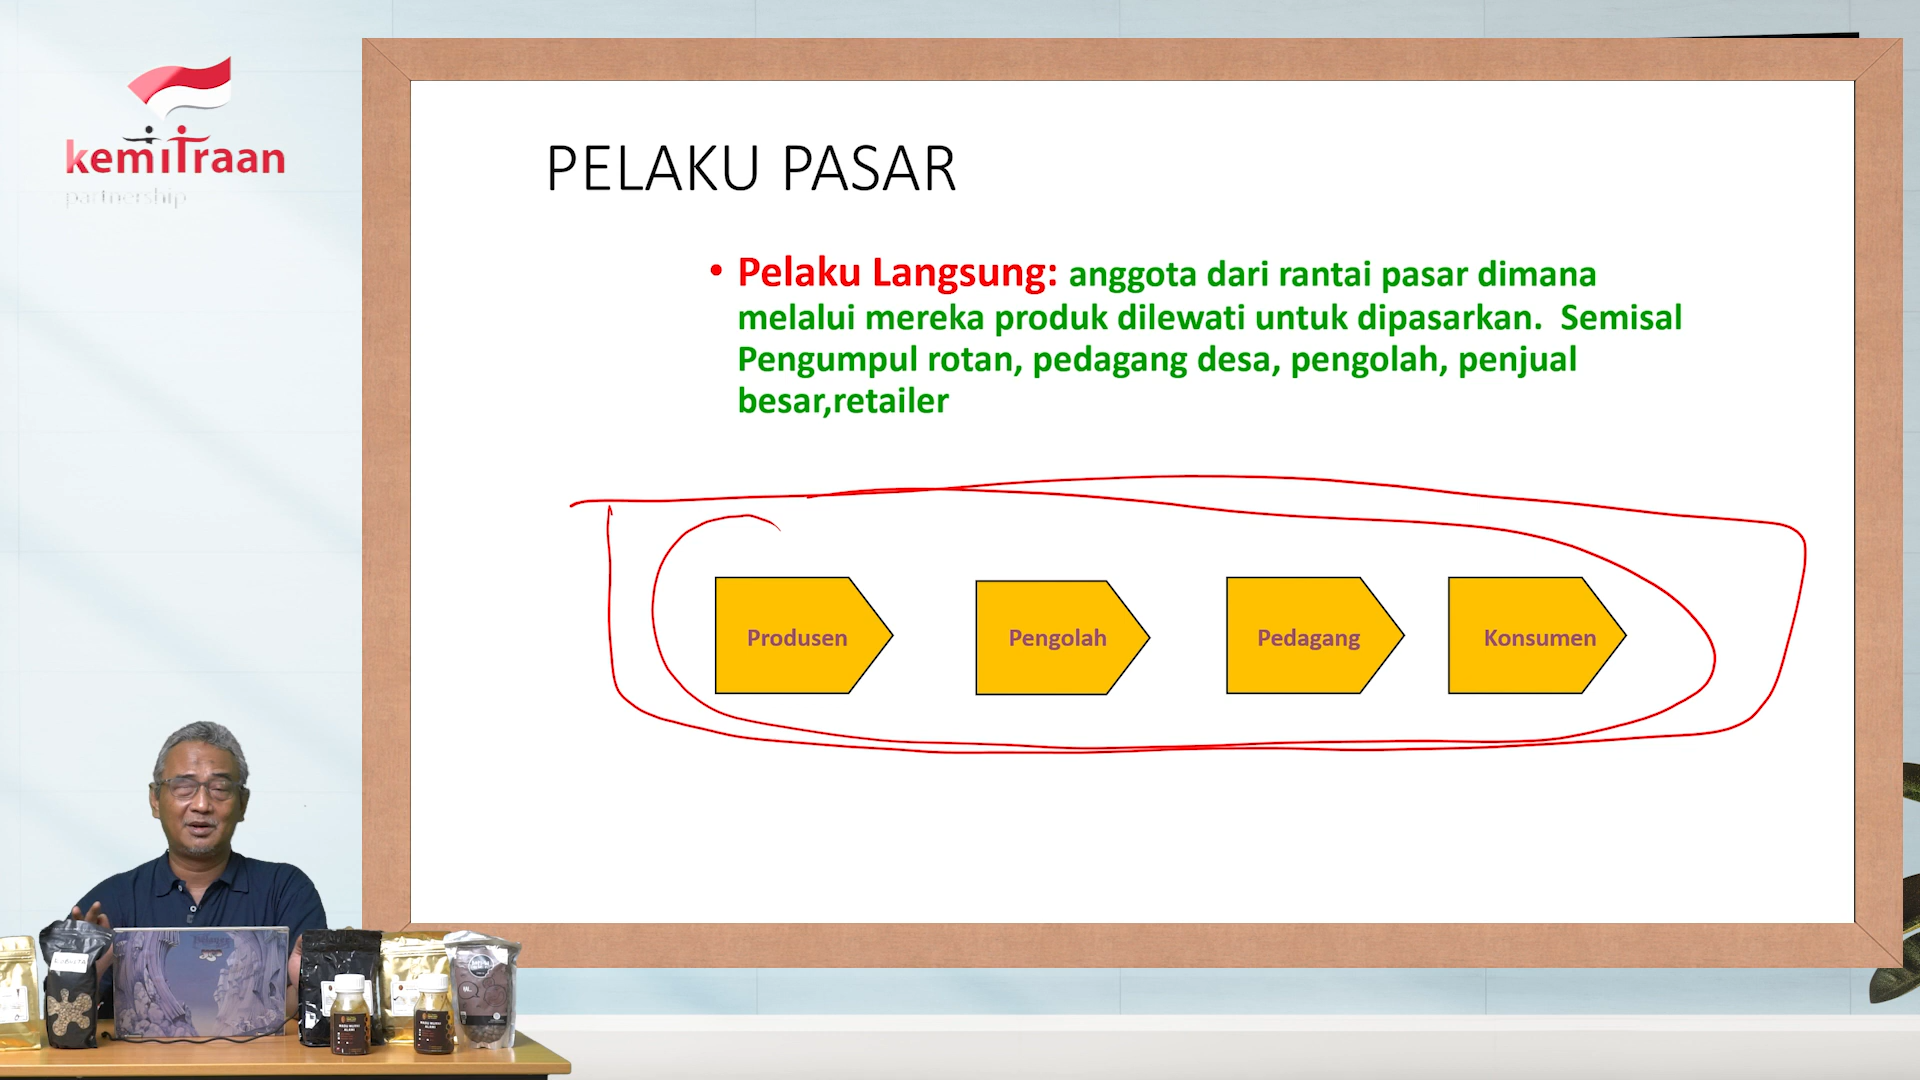 kemitraan
partnership
PELAKU PASAR
• Pelaku Langsung: anggota dari rantai pasar dimana
melalui mereka produk dilewati untuk dipasarkan. Semisal
Pengumpul rotan, pedagang desa, pengolah, penjual
besar,retailer
Produsen
Pengolah
Pedagang
Konsumen